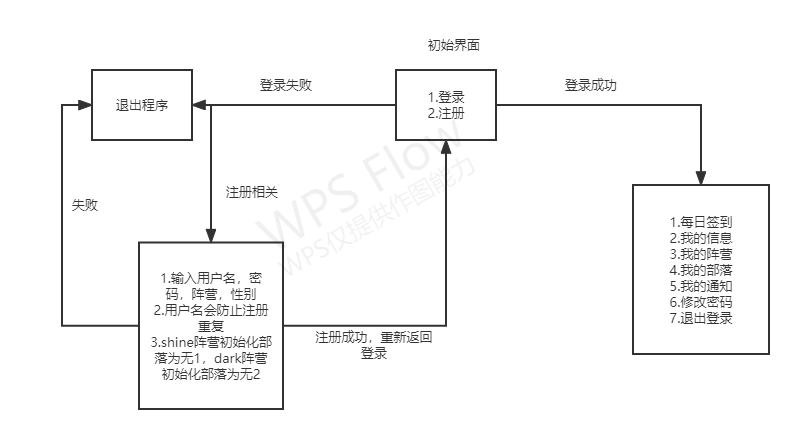 初始界面
退出程序
登录失败
1.登录
2.注册
登录成功
注册相关
失败
1.每日签到
2.我的信息
3.我的阵营
4.我的部落
5.我的通知
6.修改密码
7.退出登录
1.输入用户名，密
码，阵营，性别
2.用户名会防止注册
重复
3.shine阵营初始化部
落为无1，dark阵营
初始化部落为无2
注册成功，重新返回
登录
WPS Flow
WPS仅提供作图能力